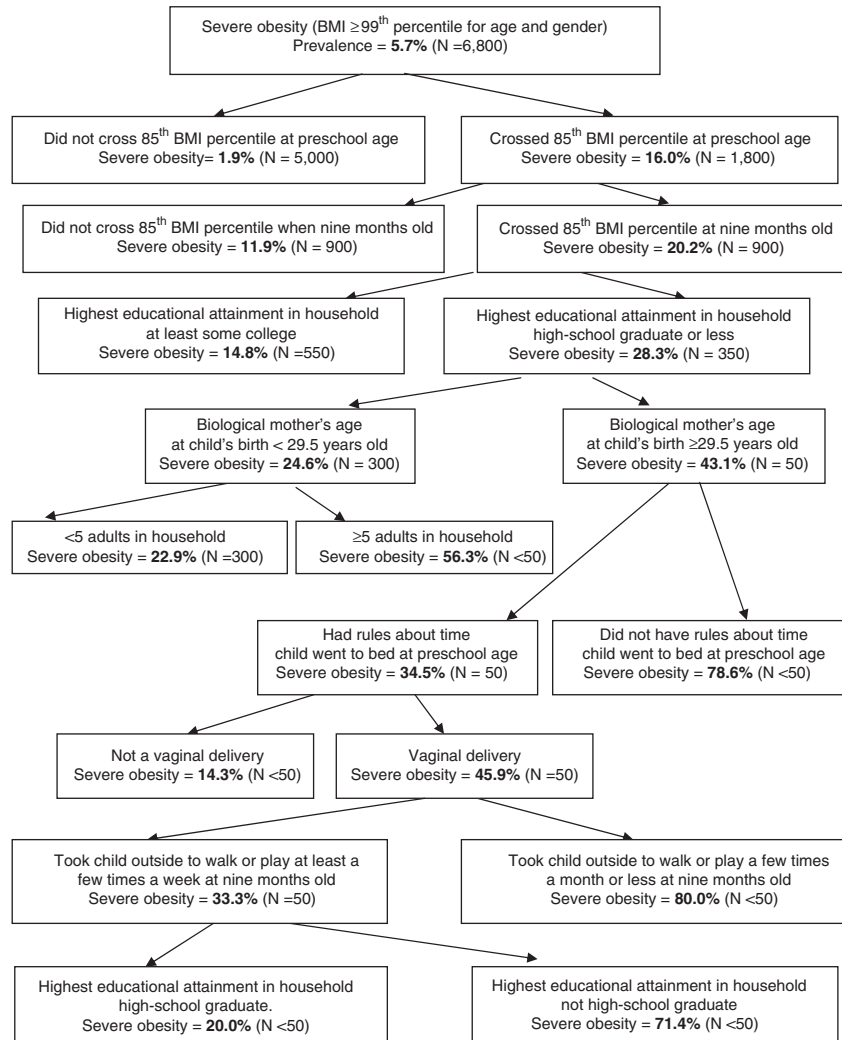 Severe obesity (BMI ≥99th percentile for age and gender)
Prevalence = 5.7% (N =6,800)
Did not cross 85th BMI percentile at preschool age
Severe obesity= 1.9% (N = 5,000)
Crossed 85th BMI percentile at preschool age
Severe obesity = 16.0% (N = 1,800)
Did not cross 85th BMI percentile when nine months old
Severe obesity = 11.9% (N = 900)
Crossed 85th BMI percentile at nine months old
Severe obesity = 20.2% (N = 900)
Highest educational attainment in household
at least some college
Severe obesity = 14.8% (N =550)
Highest educational attainment in household
high-school graduate or less
Severe obesity = 28.3% (N = 350)
Biological mother's age
at child's birth < 29.5 years old
Severe obesity = 24.6% (N = 300)
Biological mother's age
at child's birth ≥29.5 years old
Severe obesity = 43.1% (N = 50)
<5 adults in household
Severe obesity = 22.9% (N =300)
≥5 adults in household
Severe obesity = 56.3% (N <50)
Had rules about time
child went to bed at preschool age
Severe obesity = 34.5% (N = 50)
Did not have rules about time
child went to bed at preschool age
Severe obesity = 78.6% (N <50)
Not a vaginal delivery
Severe obesity = 14.3% (N <50)
Vaginal delivery
Severe obesity = 45.9% (N =50)
Took child outside to walk or play at least a
few times a week at nine months old
Severe obesity = 33.3% (N =50)
Took child outside to walk or play a few times
a month or less at nine months old
Severe obesity = 80.0% (N <50)
Highest educational attainment in household
high-school graduate.
Severe obesity = 20.0% (N <50)
Highest educational attainment in household
not high-school graduate
Severe obesity = 71.4% (N <50)